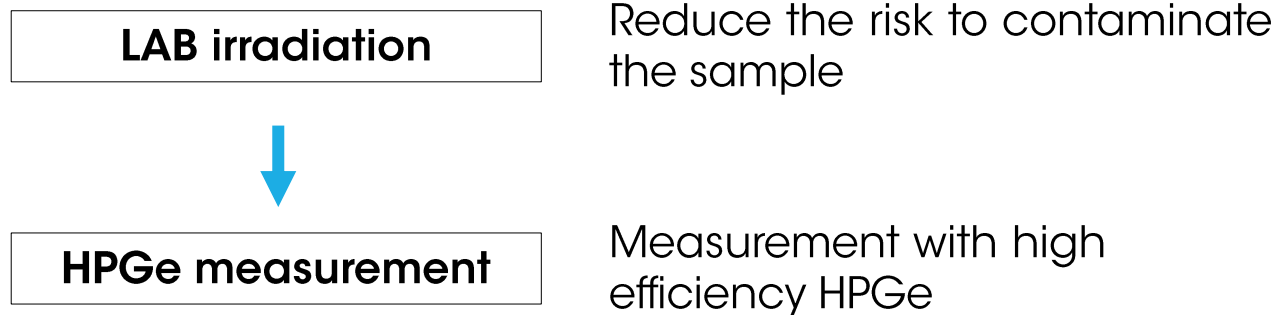 LAB irradiation
Reduce the risk to contaminate
the sample
HPGe measurement
Measurement with high
efficiency HPGe